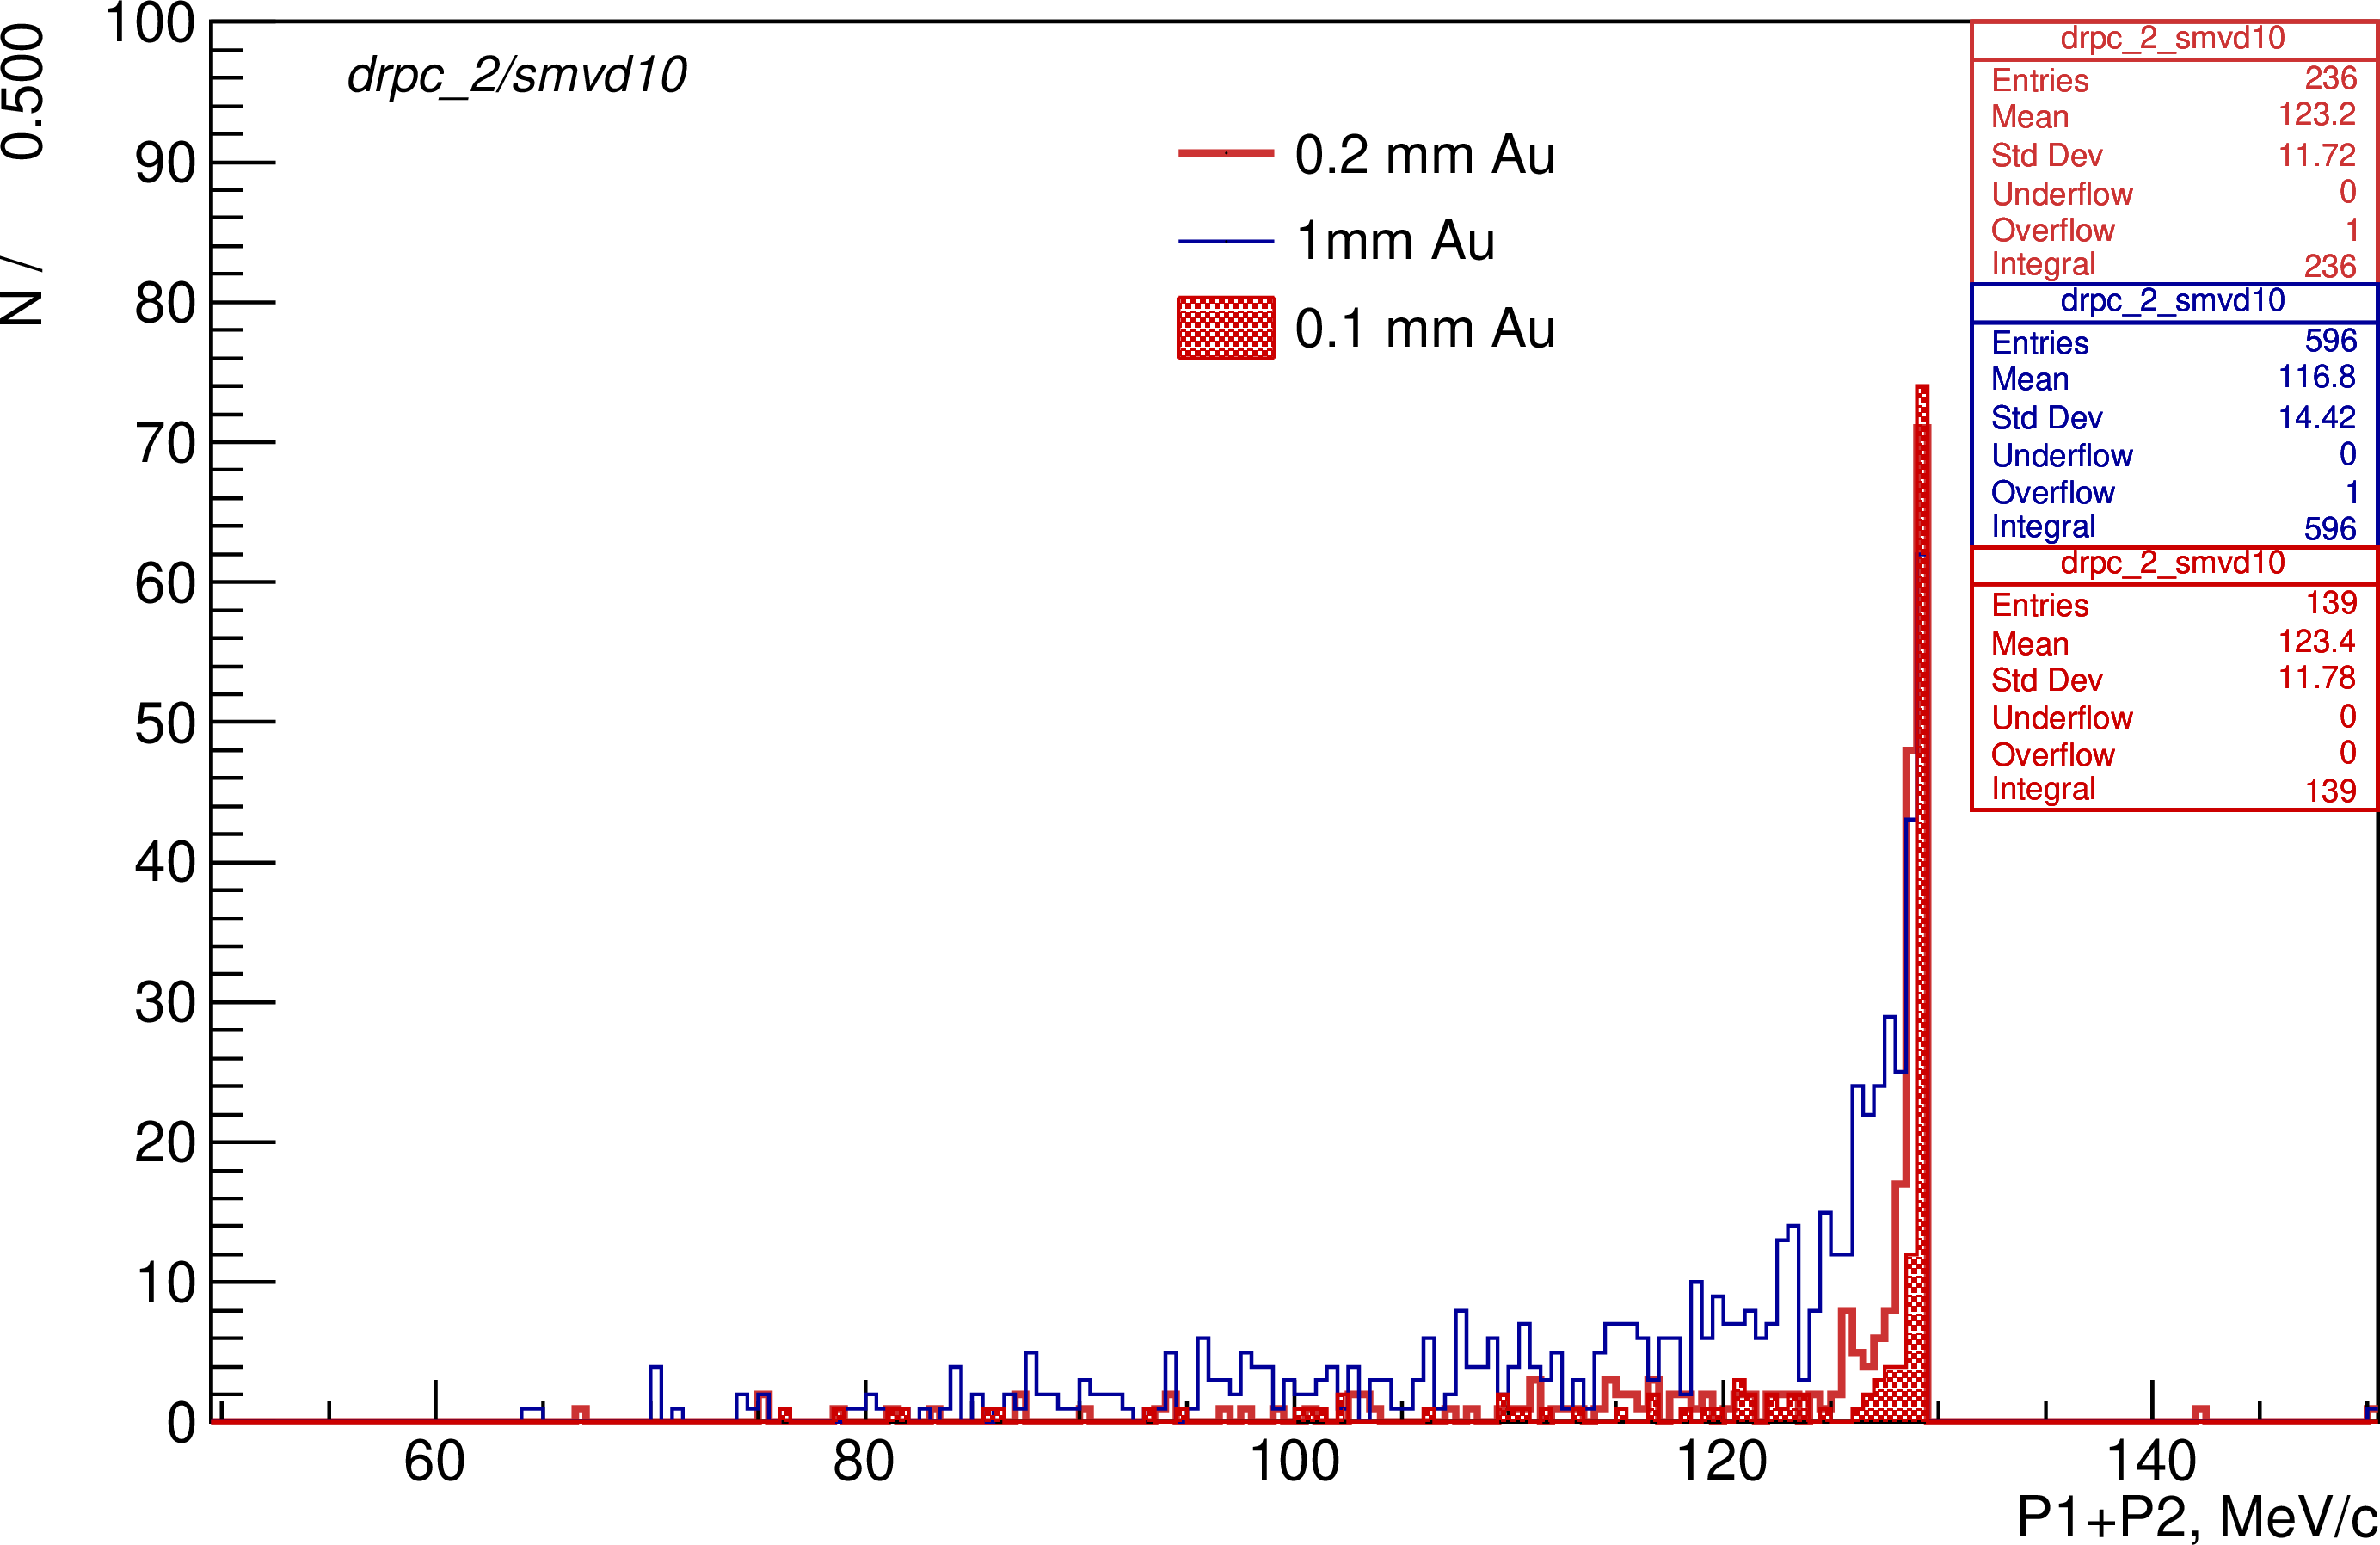 N / 0.500
100
90
80
70
60
50
40
30
20
10
0
drpc_2/smvd10
0.2 mm Au
1mm Au
0.1 mm Au
drpc_2_smvd10
Entries 236
Mean 123.2
Std Dev 11.72
Underflow 0
Overflow 1
Integral 236
drpc_2_smvd10
Entries 596
Mean 116.8
Std Dev 14.42
Underflow 0
Overflow 1
Integral 596
drpc_2_smvd10
Entries 139
Mean 123.4
Std Dev 11.78
Underflow 0
Overflow 0
Integral 139
60 80 100 120 140
P1+P2, MeV/c